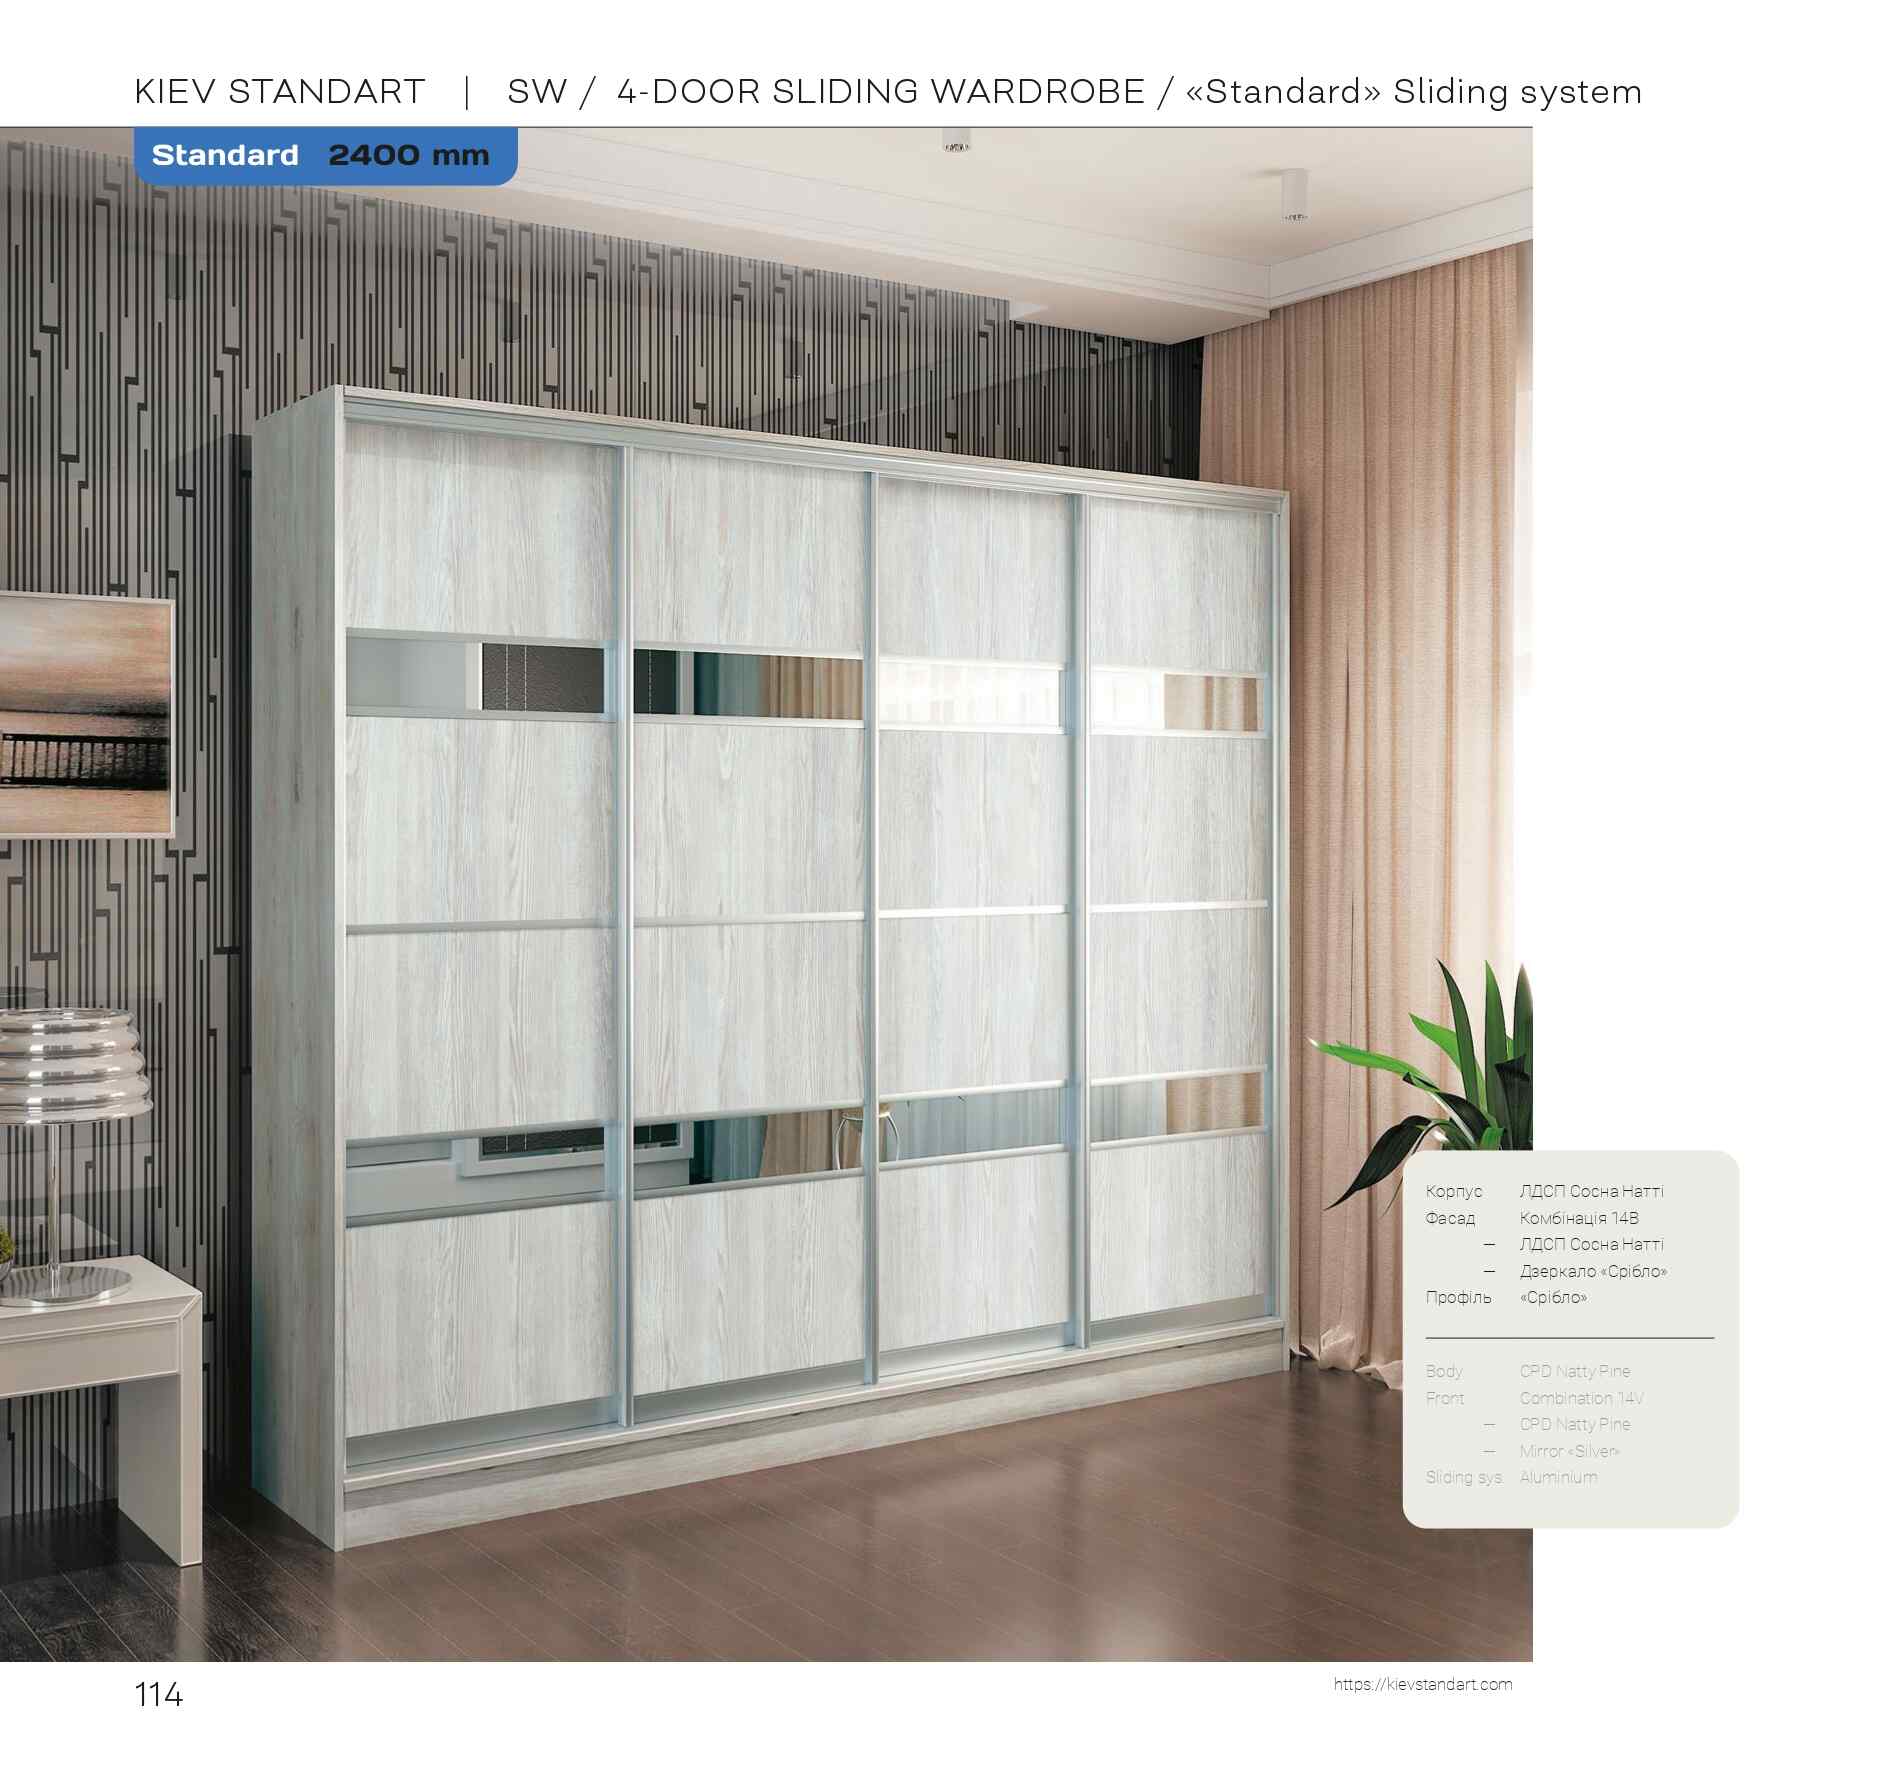 KIEV STANDART | SW / 4-DOOR SLIDING WARDROBE / «Standard» Sliding system
Standard 2400 mm
Корпус ЛДСП Сосна Натті
Фасад Комбінація 14В
— ЛДСП Сосна Натті
— Дзеркало «Срібло»
Профіль «Срібло»
Body CPD Natty Pine
Front Combination 14V
— CPD Natty Pine
— Mirror «Silver»
Sliding sys. Aluminium
114
https://kievstandart.com